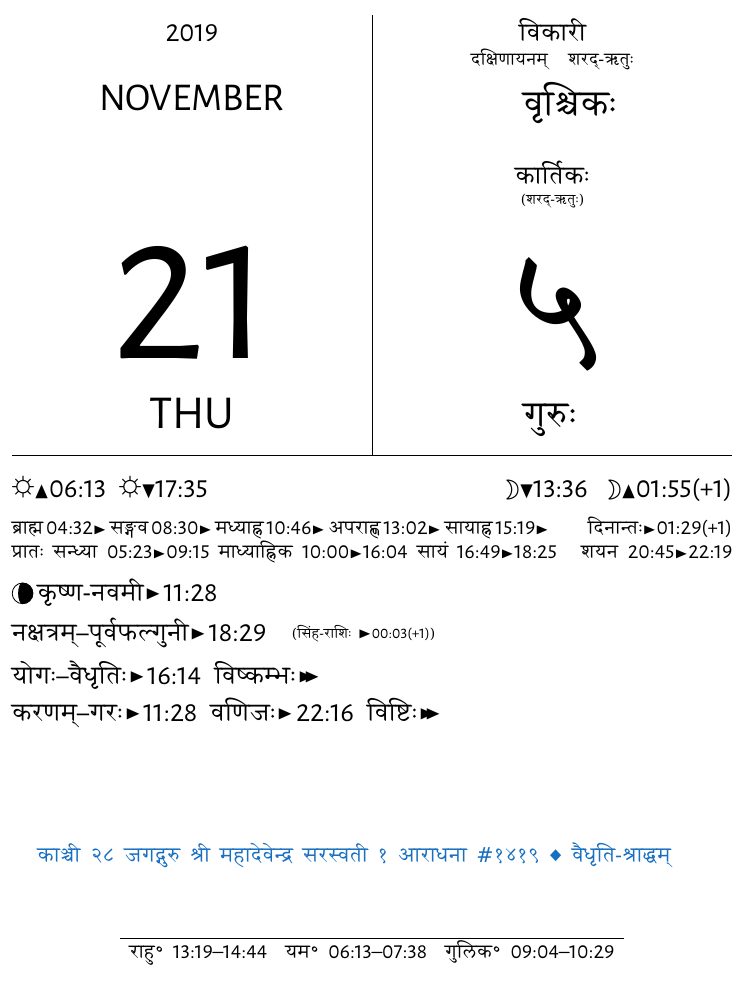 2019
NOVEMBER
21
THU
विकारी
दक्षिणायनम् शरद्-ऋतुः
वृश्चिकः
कार्तिकः
(शरद्-ऋतुः)
५
गुरुः
☼▲06:13 ☼▼17:35 ☽▼13:36 ☽▲01:55(+1)
ब्राह्म 04:32► सङ्गव 08:30► मध्याह्न 10:46► अपराह्ण 13:02► सायाह्न 15:19► दिनान्तः►01:29(+1)
प्रातः सन्ध्या 05:23►09:15 माध्याह्निक 10:00►16:04 सायं 16:49►18:25 शयन 20:45►22:19
कृष्ण-नवमी►11:28
नक्षत्रम्–पूर्वफल्गुनी►18:29 (सिंह-राशिः ►00:03(+1))
योगः–वैधृतिः►16:14 विष्कम्भः►►
करणम्–गरः►11:28 वणिजः►22:16 विष्टिः►►
काञ्ची २८ जगद्गुरु श्री महादेवेन्द्र सरस्वती १ आराधना #१४१९ ◆ वैधृति-श्राद्धम्
राहु॰ 13:19–14:44 यम॰ 06:13–07:38 गुलिक॰ 09:04–10:29